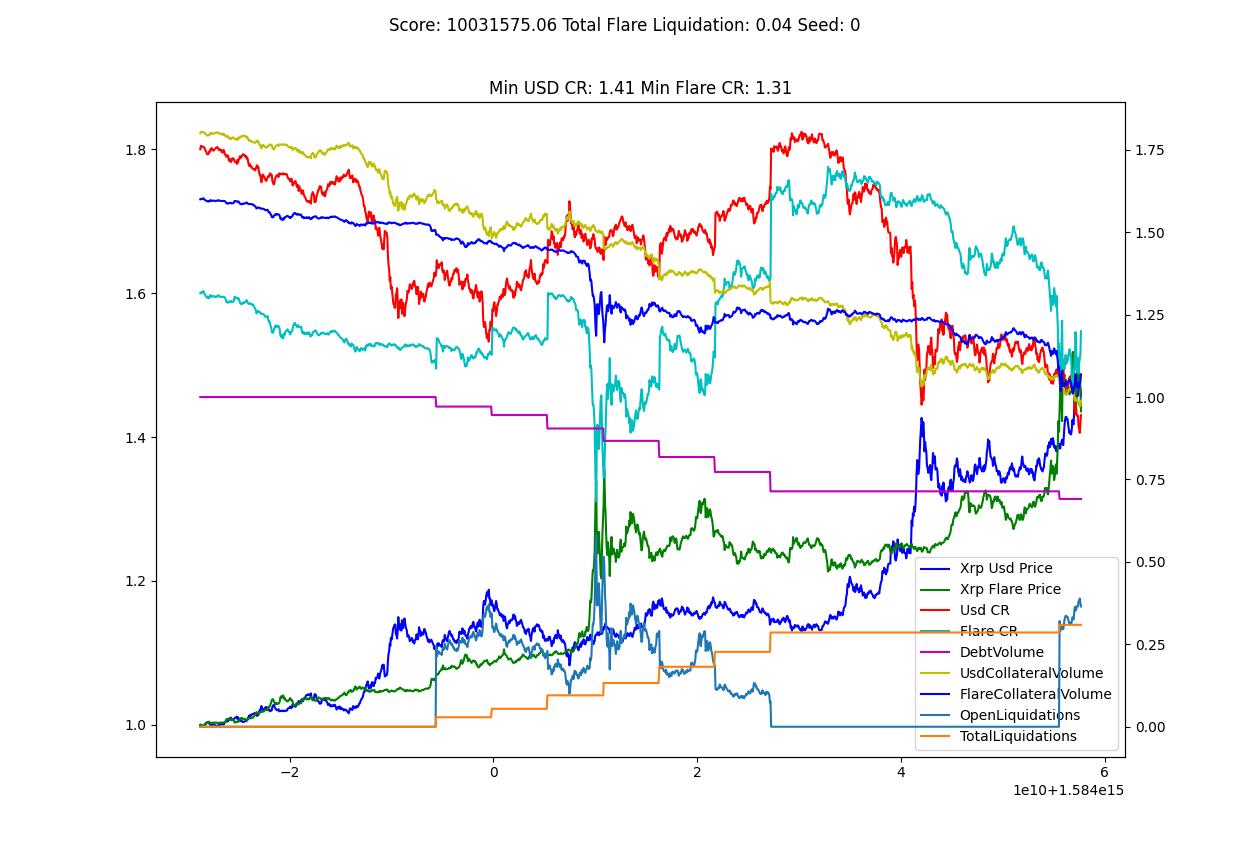 Score: 10031575.06 Total Flare Liquidation: 0.04 Seed: 0
Min USD CR: 1.41 Min Flare CR: 1.31
1.8
1.6
1.4
1.2
1.0
1.75
1.50
1.25
1.00
0.75
0.50
0.25
0.00
Xrp Usd Price
Xrp Flare Price
Usd CR
Flare CR
DebtVolume
UsdCollateralVolume
FlareCollateralVolume
OpenLiquidations
TotalLiquidations
−2 0 2 4 6
1e10+1.584e15